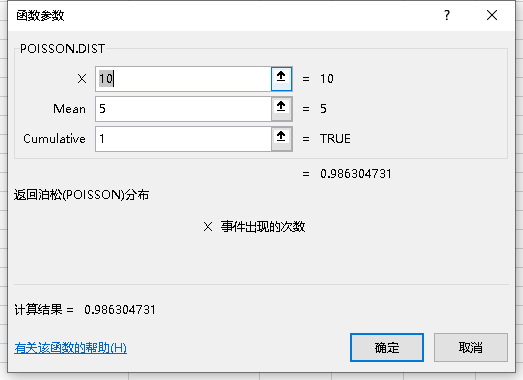 函数参数
?
POISSON.DIST
X 10 = 10
Mean 5 = 5
Cumulative 1 = TRUE
= 0.986304731
返回泊松(POISSON)分布
X 事件出现的次数
计算结果 = 0.986304731
有关该函数的帮助(H)
确定
取消